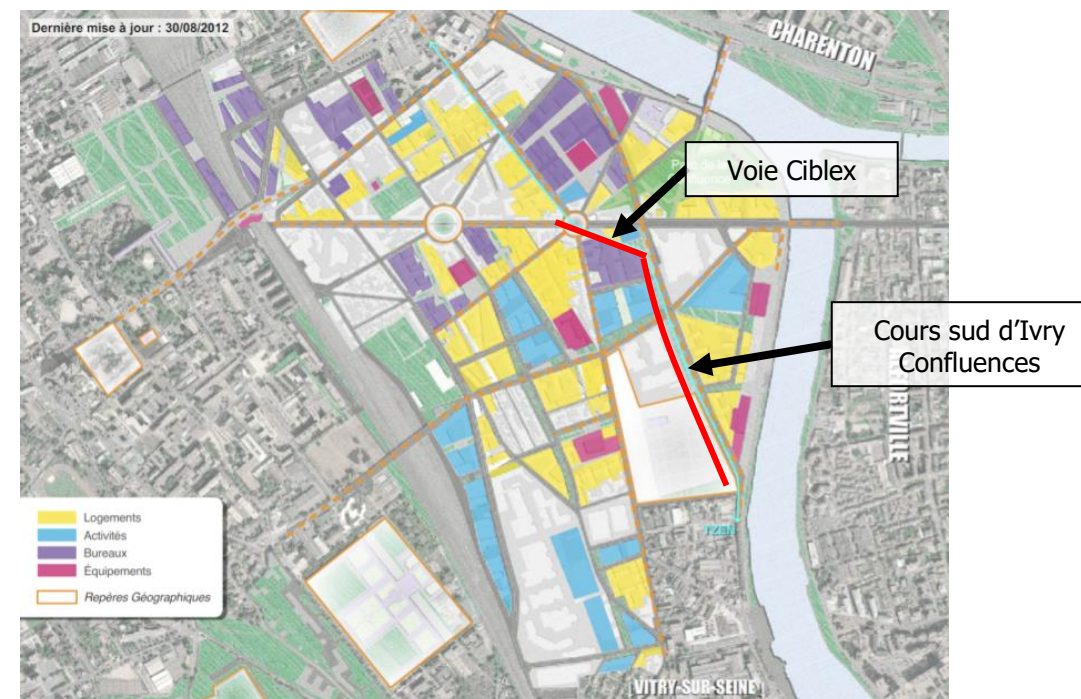 Dernière mise à jour : 30/08/2012
CHARENTON
Voie Ciblex
Cours sud d'Ivry
Confluences
TZEN
Logements
Activités
Bureaux
Équipements
Repères Géographiques
VITRY-SUR-SEINE